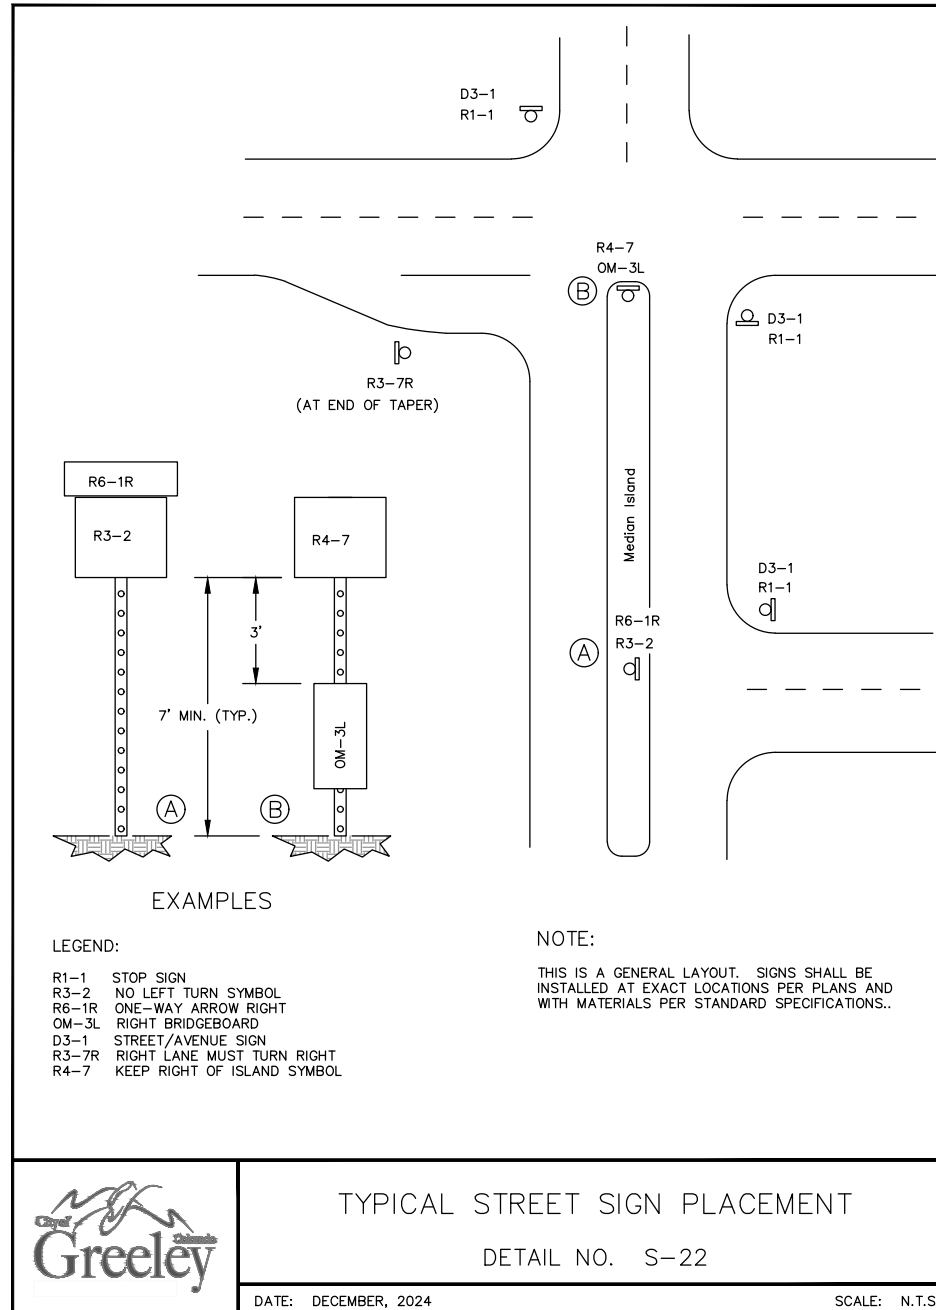 D3-1
R1-1
R4-7
OM-3L
B
D3-1
R1-1
R3-7R
(AT END OF TAPER)
Median Island
D3-1
R1-1
R6-1R
R3-2
A
R6-1R
R3-2
R4-7
3'
7' MIN. (TYP.)
OM-3L
A
B
EXAMPLES
LEGEND:
R1-1 STOP SIGN
R3-2 NO LEFT TURN SYMBOL
R6-1R ONE-WAY ARROW RIGHT
OM-3L RIGHT BRIDGEBOARD
D3-1 STREET/AVENUE SIGN
R3-7R RIGHT LANE MUST TURN RIGHT
R4-7 KEEP RIGHT OF ISLAND SYMBOL
NOTE:
THIS IS A GENERAL LAYOUT. SIGNS SHALL BE
INSTALLED AT EXACT LOCATIONS PER PLANS AND
WITH MATERIALS PER STANDARD SPECIFICATIONS..
City of
Colorado
Greeley
TYPICAL STREET SIGN PLACEMENT
DETAIL NO. S-22
DATE: DECEMBER, 2024
SCALE: N.T.S